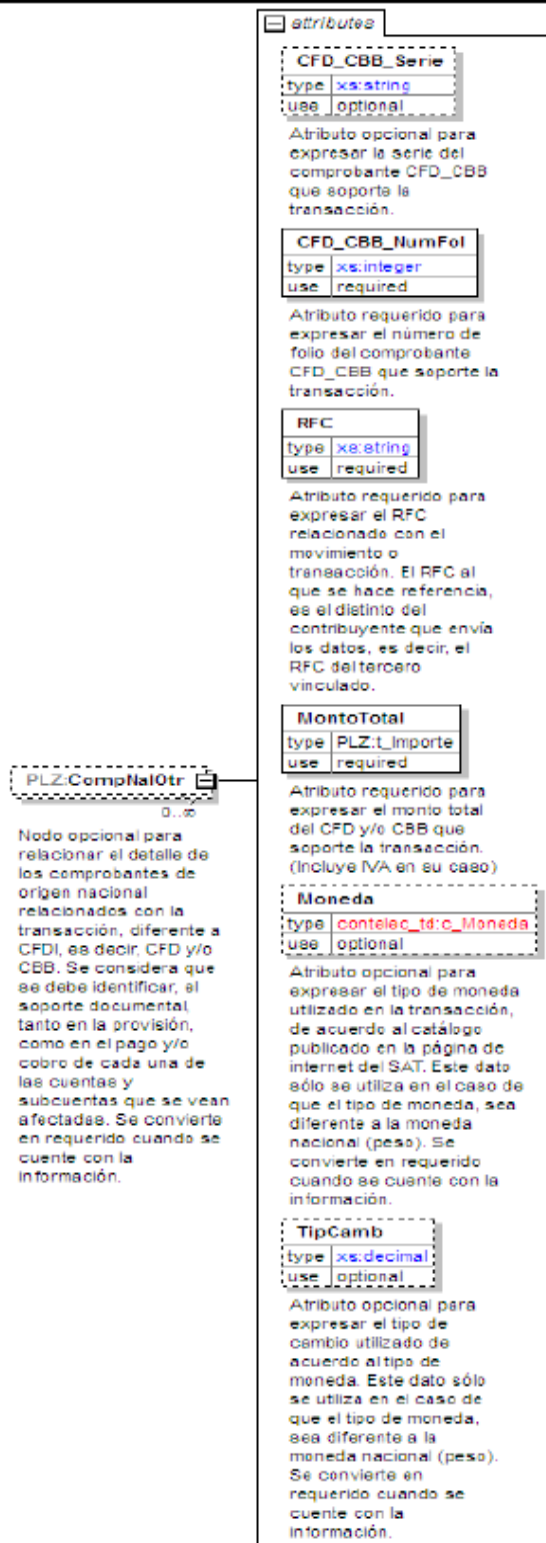 attributes
CFD_CBB_Serie
type xs:string
use optional
Atributo opcional para
expresar la serie del
comprobante CFD_CBB
que soporte la
transacción.
CFD_CBB_NumFol
type xs:integer
use required
Atributo requerido para
expresar el número de
folio del comprobante
CFD_CBB que soporte la
transacción.
RFC
type xs:string
use required
Atributo requerido para
expresar el RFC
relacionado con el
movimiento o
transacción. El RFC al
que se hace referencia,
es el distinto del
contribuyente que envía
los datos, es decir, el
RFC del tercero
vinculado.
MontoTotal
type PLZ:t_Importe
use required
Atributo requerido para
expresar el monto total
del CFD y/o CBB que
soporte la transacción.
(Incluye IVA en su caso)
Moneda
type contelec_td:c_Moneda
use optional
Atributo opcional para
expresar el tipo de moneda
utilizado en la transacción,
de acuerdo al catálogo
publicado en la página de
internet del SAT. Este dato
sólo se utiliza en el caso de
que el tipo de moneda, sea
diferente a la moneda
nacional (peso). Se
convierte en requerido
cuando se cuente con la
información.
TipCamb
type xs:decimal
use optional
Atributo opcional para
expresar el tipo de
cambio utilizado de
acuerdo al tipo de
moneda. Este dato sólo
se utiliza en el caso de
que el tipo de moneda,
sea diferente a la
moneda nacional (peso).
Se convierte en
requerido cuando se
cuente con la
información.
PLZ:CompNalOtr
0..∞
Nodo opcional para
relacionar el detalle de
los comprobantes de
origen nacional
relacionados con la
transacción, diferente a
CFDI, es decir, CFD y/o
CBB. Se considera que
se debe identificar, el
soporte documental,
tanto en la provisión,
como en el pago y/o
cobro de cada una de
las cuentas y
subcuentas que se vean
afectadas. Se convierte
en requerido cuando se
cuente con la
información.